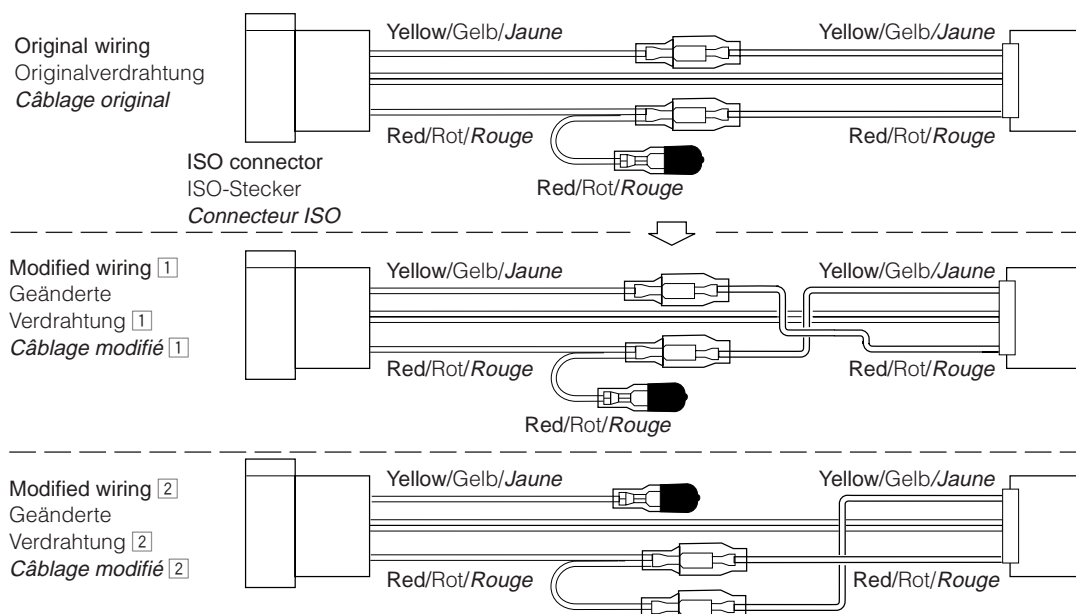 Original wiring
Originalverdrahtung
Câblage original
Yellow/Gelb/Jaune
Yellow/Gelb/Jaune
Red/Rot/Rouge
Red/Rot/Rouge
Red/Rot/Rouge
ISO connector
ISO-Stecker
Connecteur ISO
Modified wiring 1
Geänderte
Verdrahtung 1
Câblage modifié 1
Yellow/Gelb/Jaune
Yellow/Gelb/Jaune
Red/Rot/Rouge
Red/Rot/Rouge
Red/Rot/Rouge
Modified wiring 2
Geänderte
Verdrahtung 2
Câblage modifié 2
Yellow/Gelb/Jaune
Yellow/Gelb/Jaune
Red/Rot/Rouge
Red/Rot/Rouge